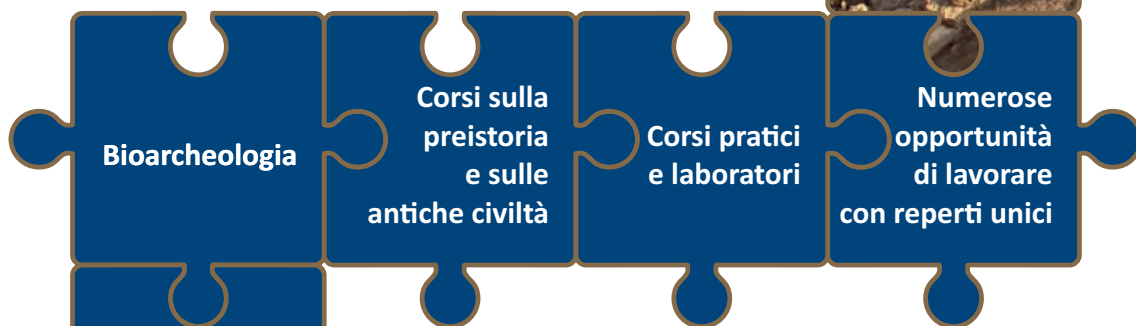 Bioarcheologia
Corsi sulla
preistoria
e sulle
antiche civiltà
Corsi pratici
e laboratori
Numerose
opportunità
di lavorare
con reperti unici